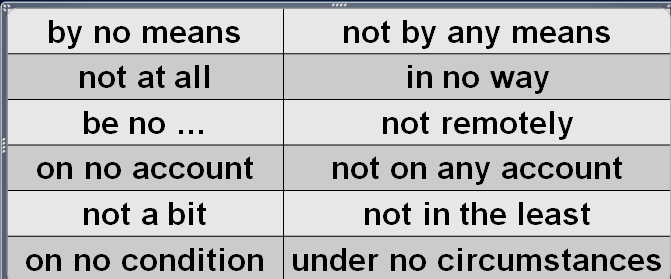 by no means not by any means
not at all in no way
be no ... not remotely
on no account not on any account
not a bit not in the least
on no condition under no circumstances